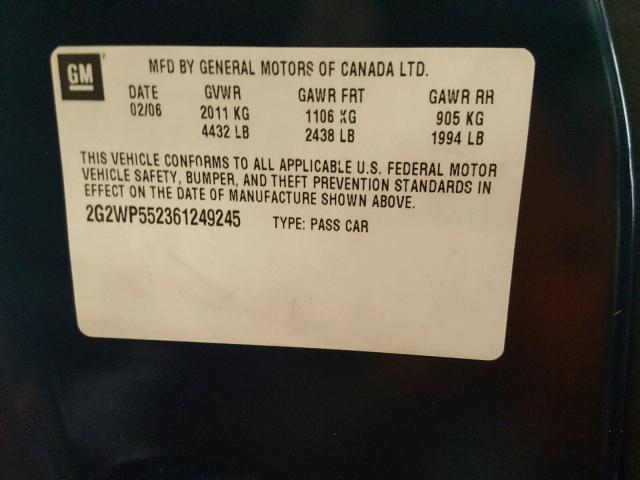 GM
MFD BY GENERAL MOTORS OF CANADA LTD.
DATE GVWR GAWR FRT GAWR RR
02/06 2011 KG 1106 KG 905 KG
4432 LB 2438 LB 1994 LB
THIS VEHICLE CONFORMS TO ALL APPLICABLE U.S. FEDERAL MOTOR
VEHICLE SAFETY, BUMPER, AND THEFT PREVENTION STANDARDS IN
EFFECT ON THE DATE OF MANUFACTURE SHOWN ABOVE.
2G2WP552361249245 TYPE: PASS CAR